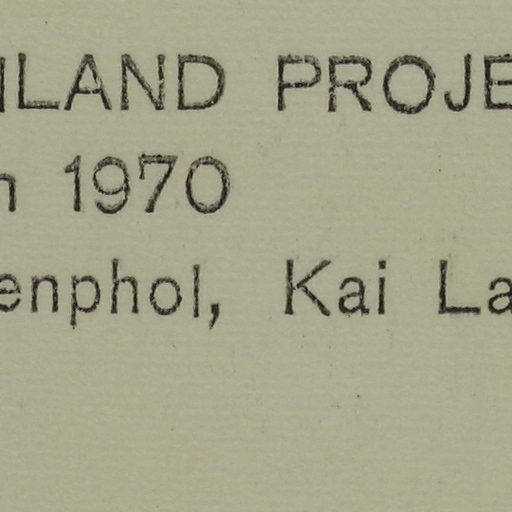 ILAND PROJE
n 1970
enphol, Kai La